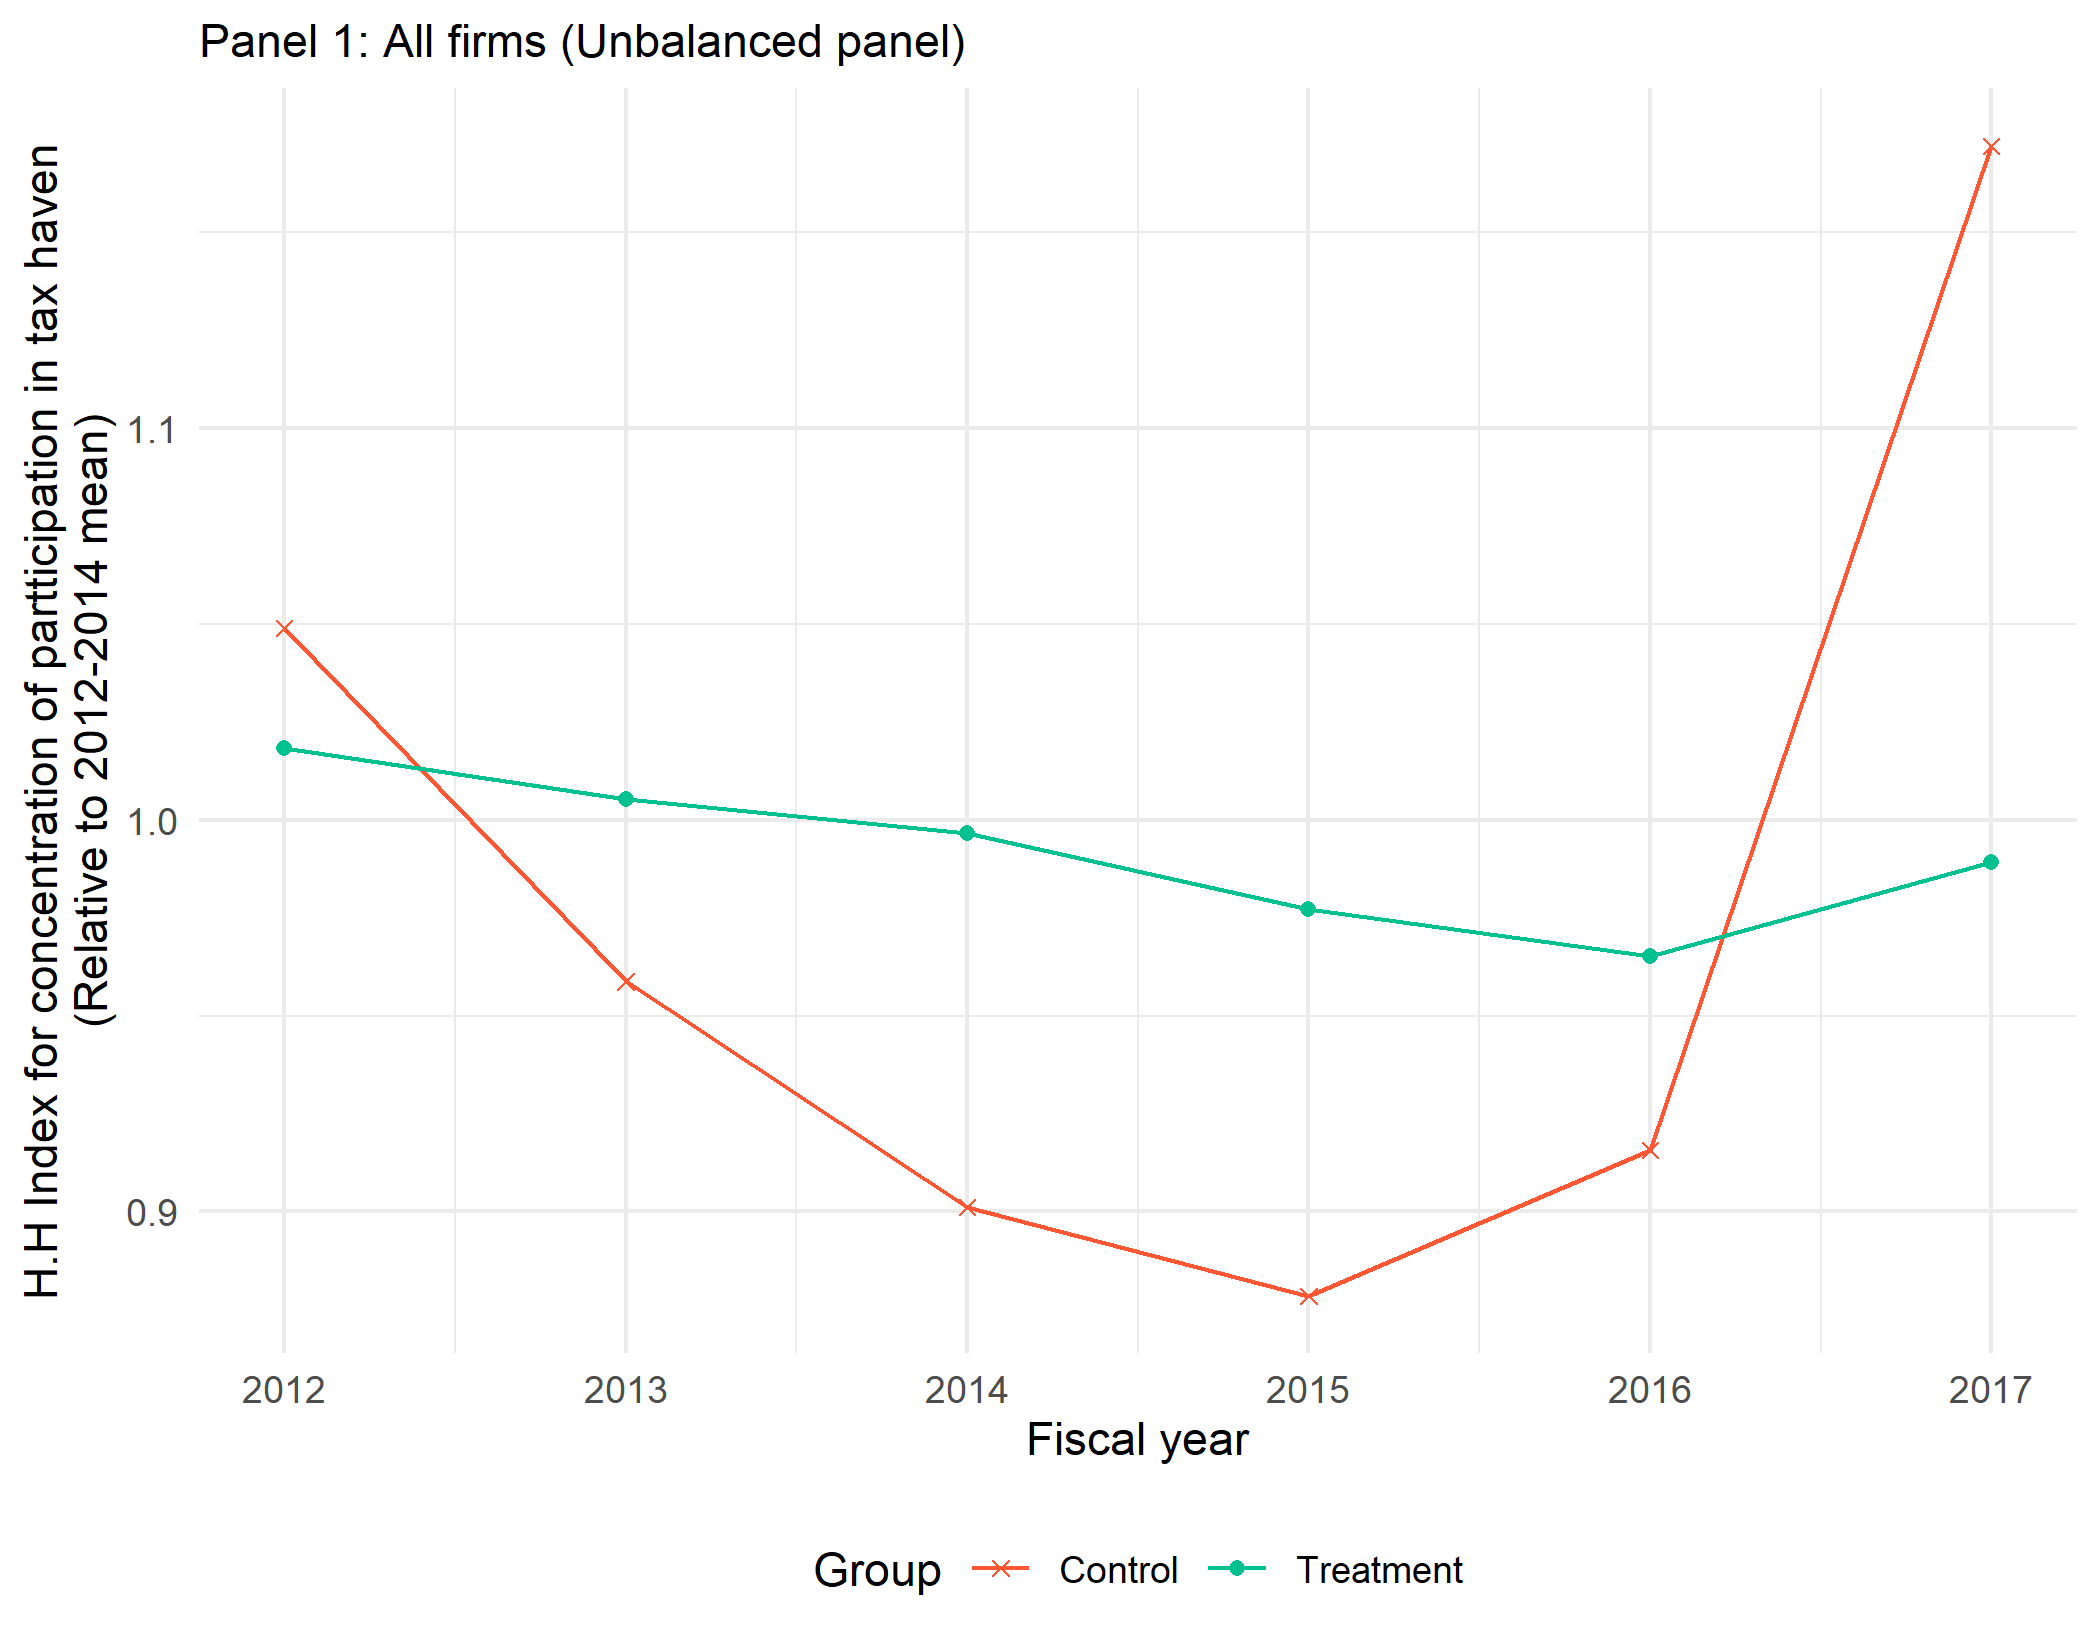 Panel 1: All firms (Unbalanced panel)
H.H Index for concentration of participation in tax haven
(Relative to 2012-2014 mean)
1.1
1.0
0.9
2012 2013 2014 2015 2016 2017
Fiscal year
Group Control Treatment